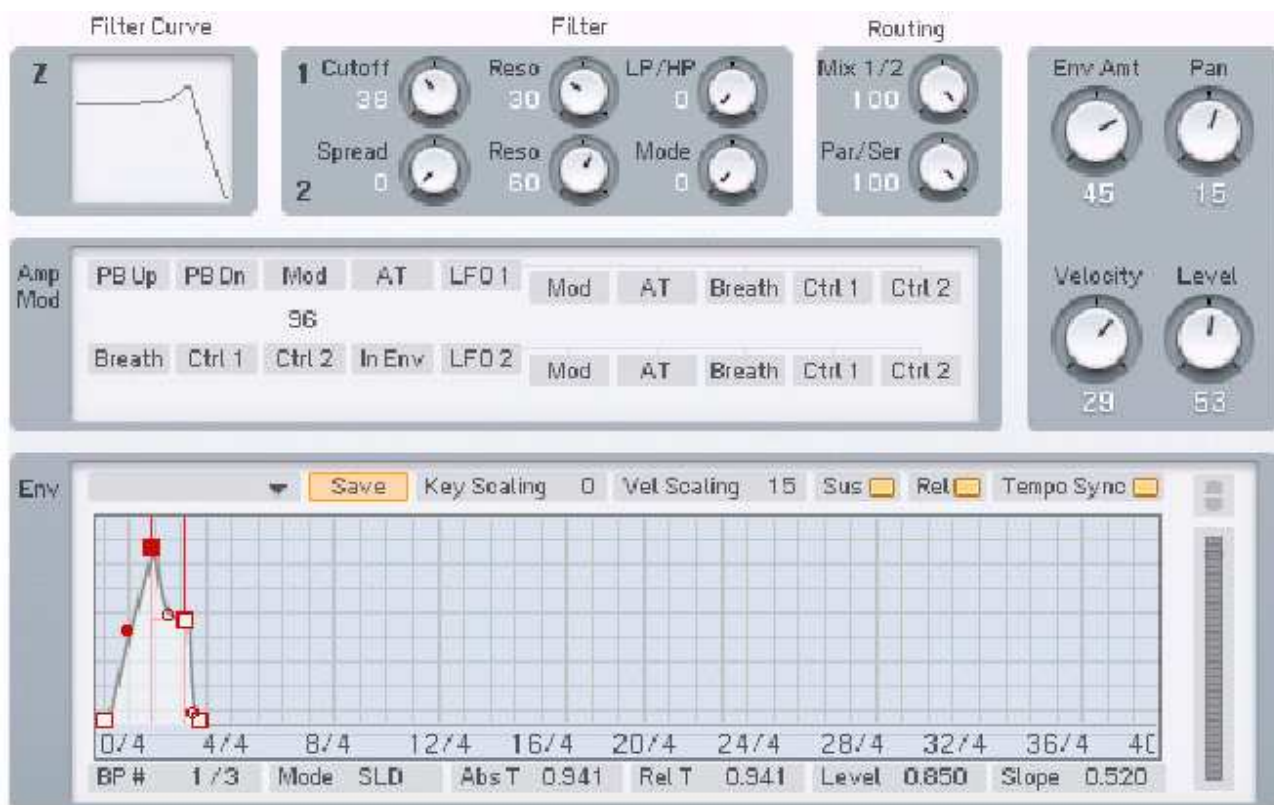 Filter Curve Filter Routing
Z 1 Cutoff 38 Reso 30 LP/HP 0 Mix 1/2 100 Env Amt 45 Pan 15
2 Spread 0 Reso 60 Mode 0 Par/Ser 100
Amp Mod
PB Up PB Dn Mod AT LFO 1 Mod AT Breath Ctrl 1 Ctrl 2
96
Breath Ctrl 1 Ctrl 2 In Env LFO 2 Mod AT Breath Ctrl 1 Ctrl 2
Velocity 29 Level 53
Env Save Key Scaling 0 Vel Scaling 15 Sus Rel Tempo Sync
0/4 4/4 8/4 12/4 16/4 20/4 24/4 28/4 32/4 36/4 40
BP # 1/3 Mode SLD Abs T 0.941 Rel T 0.941 Level 0.850 Slope 0.520